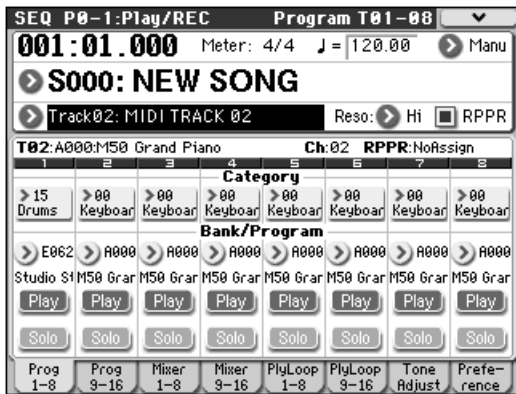 SEQ P0-1:Play/REC Program T01-08
001:01.000 Meter: 4/4 ♩= 120.00 Manu
S000: NEW SONG
Track02: MIDI TRACK 02 Reso: Hi RPPR
T02:A000:M50 Grand Piano Ch:02 RPPR:NoAssign
1 2 3 4 5 6 7 8
Category
15 00 00 00 00 00 00 00
Drums Keyboar Keyboar Keyboar Keyboar Keyboar Keyboar Keyboar
Bank/Program
E062 A000 A000 A000 A000 A000 A000 A000
Studio St M50 Grar M50 Grar M50 Grar M50 Grar M50 Grar M50 Grar M50 Grar
Play Play Play Play Play Play Play Play
Solo Solo Solo Solo Solo Solo Solo Solo
Prog Prog Mixer Mixer PlyLoop PlyLoop Tone Prefe-
1-8 9-16 1-8 9-16 1-8 9-16 Adjust rence